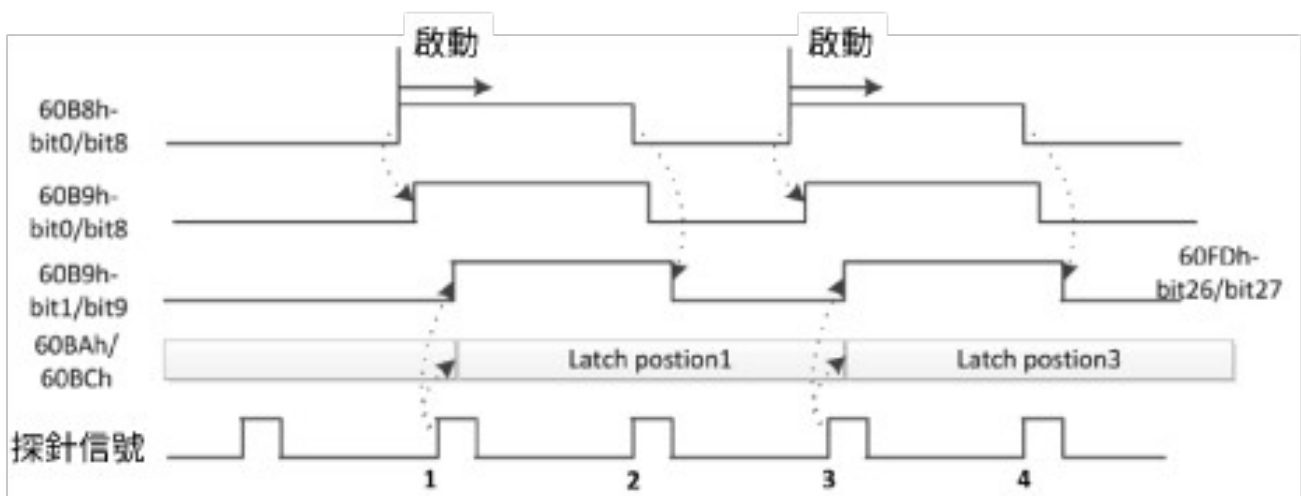 啟動
啟動
60B8h-
bit0/bit8
60B9h-
bit0/bit8
60B9h-
bit1/bit9
60FDh-
bit26/bit27
60BAh/
60BCh
Latch postion1
Latch postion3
探針信號
1
2
3
4